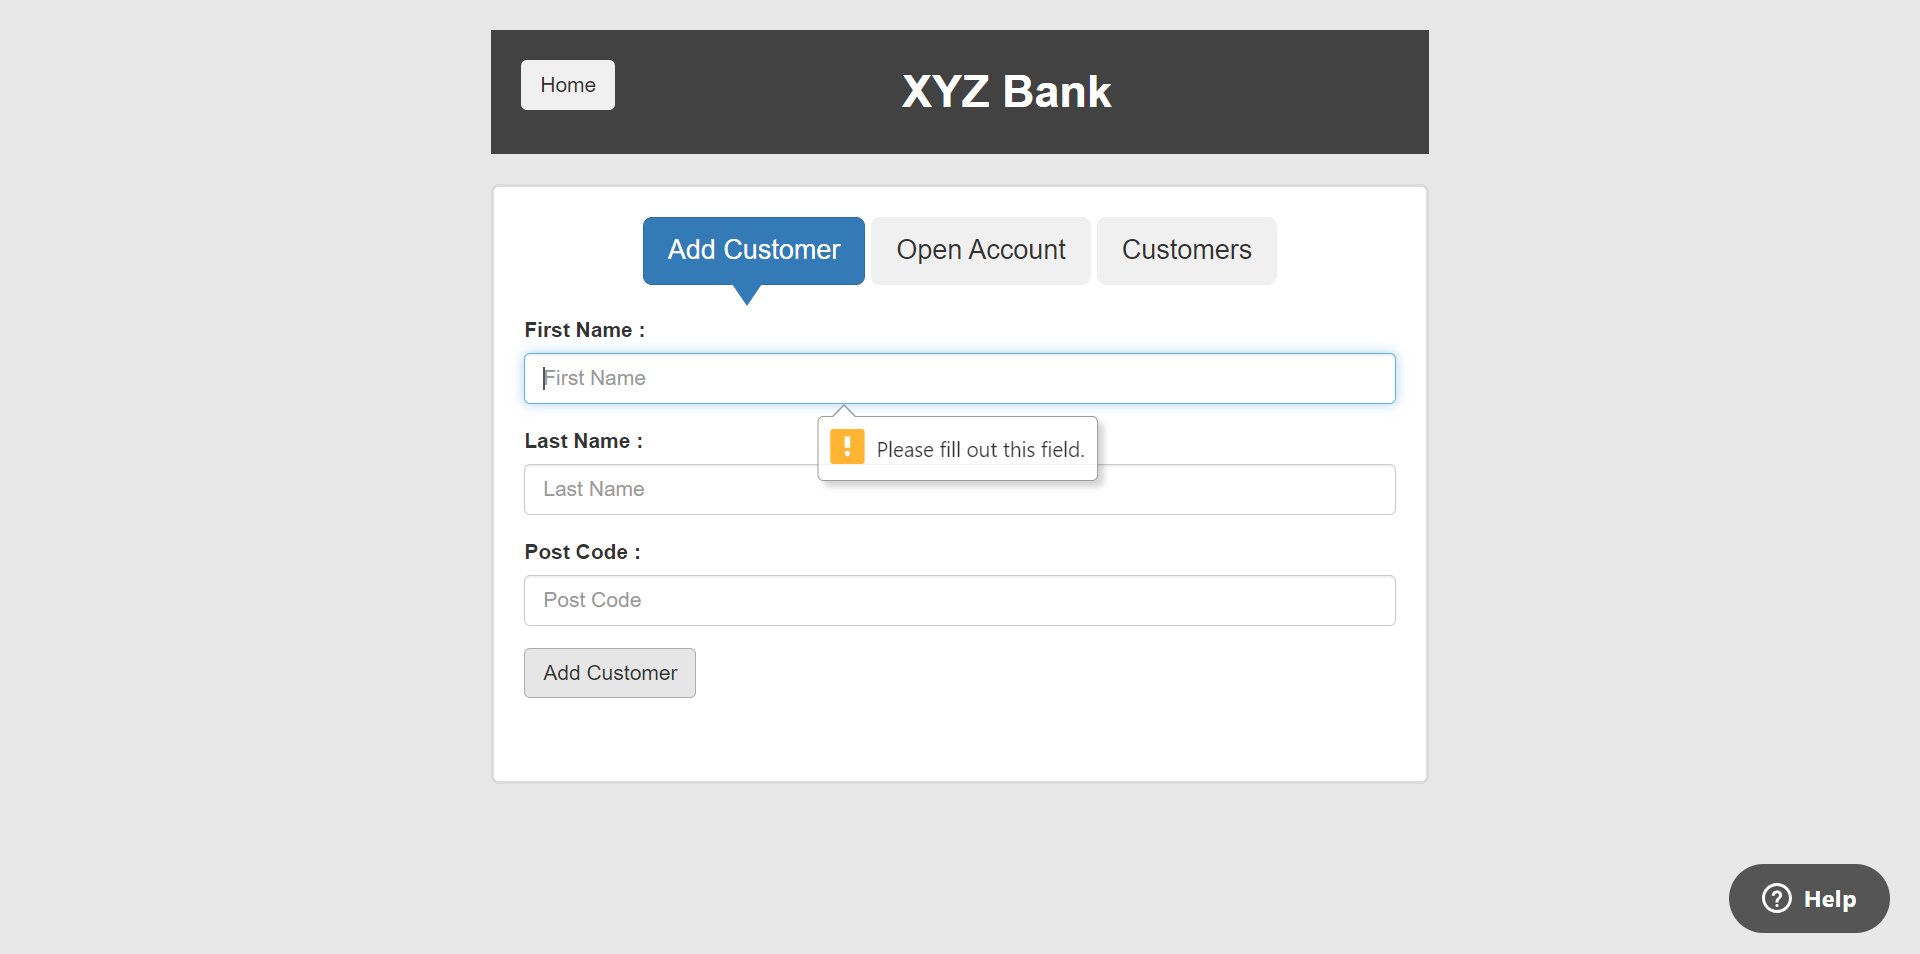 Home
XYZ Bank
Add Customer
Open Account
Customers
First Name :
First Name
Please fill out this field.
Last Name :
Last Name
Post Code :
Post Code
Add Customer
Help